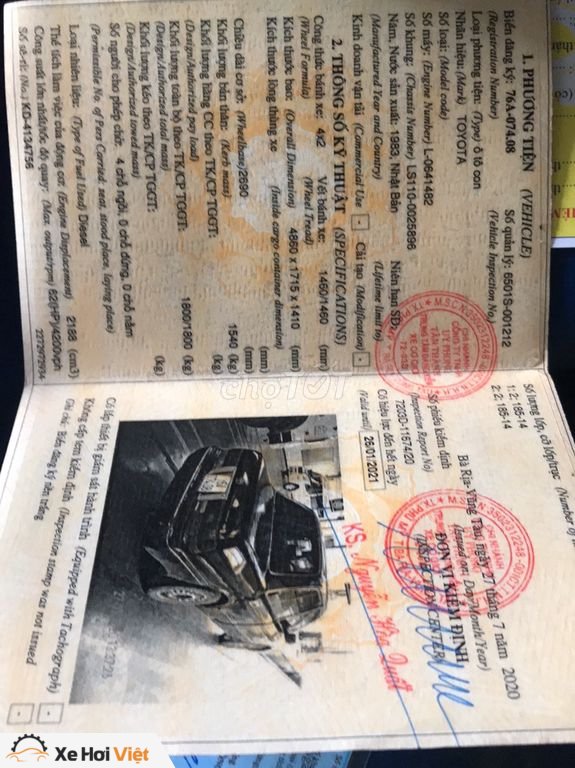 1. PHƯƠNG TIỆN (VEHICLE)
Biển đăng ký: 76A-074.08
(Registration Number)
Số quản lý: 6501S-001212
(Vehicle Inspection No.)
Loại phương tiện: (Type) ô tô con
Nhãn hiệu: (Mark) TOYOTA
Số loại: (Model code)
Số máy: (Engine Number) L-0641482
Số khung: (Chassis Number) LS110-0025896
Năm, Nước sản xuất: 1983, Nhật Bản
(Manufactured Year and Country)
Niên hạn SD:
(Lifetime limit to)
Kinh doanh vận tải (Commercial Use)
Cải tạo (Modification)
2. THÔNG SỐ KỸ THUẬT (SPECIFICATIONS)
Công thức bánh xe: 4x2
(Wheel Formula)
Vết bánh xe: 1460/1460 (mm)
(Wheel Tread)
Kích thước bao: (Overall Dimension) 4860 x 1715 x 1410 (mm)
Kích thước lòng thùng xe (Inside cargo container dimension) (mm)
Chiều dài cơ sở: (Wheelbase) 2690 (mm)
Khối lượng bản thân: (Kerb mass) 1540 (kg)
Khối lượng hàng CC theo TK/CP TGGT: (kg)
(Design/Authorized pay load)
Khối lượng toàn bộ theo TK/CP TGGT: 1800/1800 (kg)
(Design/Authorized total mass)
Khối lượng kéo theo TK/CP TGGT: (kg)
(Design/Authorized towed mass)
Số người cho phép chở: 4 chỗ ngồi, 0 chỗ đứng, 0 chỗ nằm
(Permissible No. of Pers Carried: seat, stood place, laying place)
Loại nhiên liệu: (Type of Fuel Used) Diesel
Thể tích làm việc của động cơ: (Engine Displacement) 2188 (cm3)
Công suất lớn nhất/tốc độ quay: (Max. output/rpm) 62(HP)/4200vph
Số sê-ri: (No.) KD-4134756
22729/72934
Số lượng lốp, cỡ lốp/trục (Number of
1: 2; 185-14
2: 2; 185-14
Số phiếu kiểm định
(Inspection Report No)
7203D-11674/20
Có hiệu lực đến hết ngày
(Valid until) 26/01/2021
Bà Rịa-Vũng Tàu, ngày 27 tháng 7 năm 2020
(Issued on: Day/Month/Year)
ĐƠN VỊ KIỂM ĐỊNH
(INSPECTION CENTER)
KS. Nguyễn
Có lắp thiết bị giám sát hành trình (Equipped with Tachograph)
Không cấp tem kiểm định (Inspection stamp was not issued)
Ghi chú: Biển đăng ký nền trắng
chợTỐT
Xe Hơi Việt